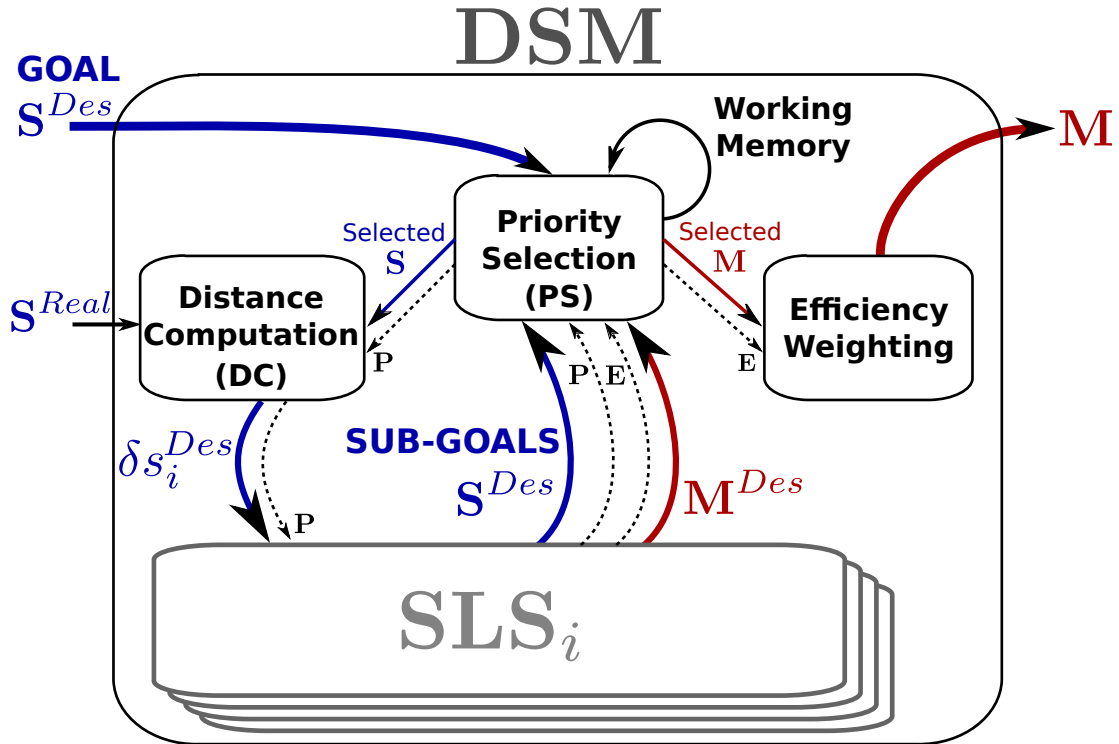 DSM
GOAL
S^{Des}
Working
Memory
M
Priority
Selection
(PS)
Selected
S
Selected
M
S^{Real}
Distance
Computation
(DC)
P
Efficiency
Weighting
E
P
E
δs_i^{Des}
SUB-GOALS
S^{Des}
M^{Des}
P
SLS_i